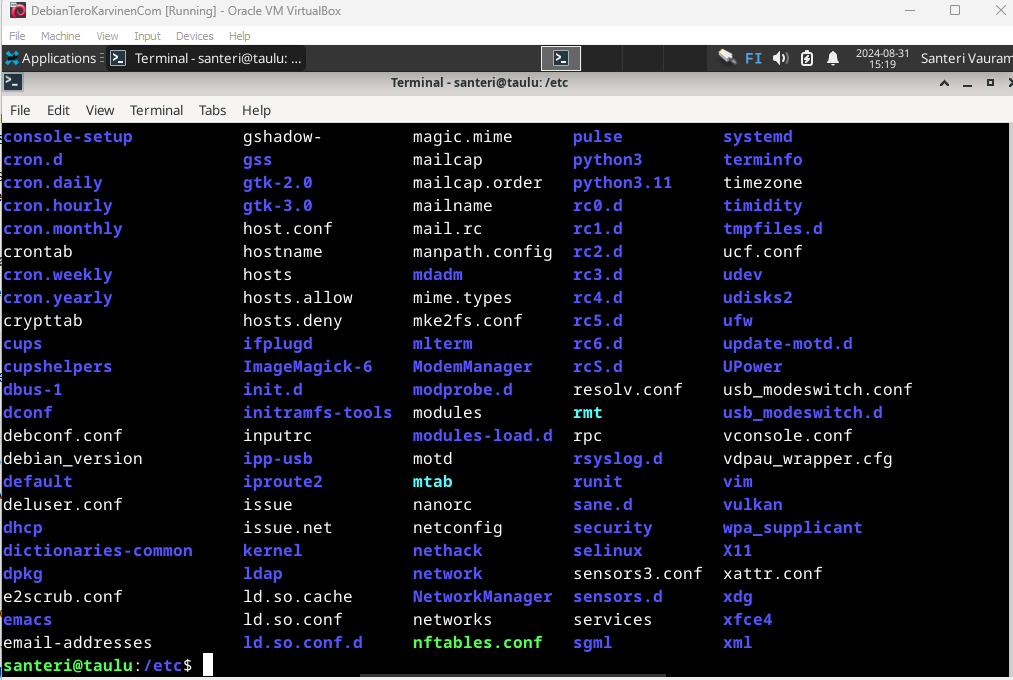 DebianTeroKarvinenCom [Running] - Oracle VM VirtualBox
File Machine View Input Devices Help
Applications Terminal - santeri@taulu: ... FI 2024-08-31 15:19 Santeri Vauram
Terminal - santeri@taulu: /etc
File Edit View Terminal Tabs Help
console-setup gshadow- magic.mime pulse systemd
cron.d gss mailcap python3 terminfo
cron.daily gtk-2.0 mailcap.order python3.11 timezone
cron.hourly gtk-3.0 mailname rc0.d timidity
cron.monthly host.conf mail.rc rc1.d tmpfiles.d
crontab hostname manpath.config rc2.d ucf.conf
cron.weekly hosts mdadm rc3.d udev
cron.yearly hosts.allow mime.types rc4.d udisks2
crypttab hosts.deny mke2fs.conf rc5.d ufw
cups ifplugd mlterm rc6.d update-motd.d
cupshelpers ImageMagick-6 ModemManager rcS.d UPower
dbus-1 init.d modprobe.d resolv.conf usb_modeswitch.conf
dconf initramfs-tools modules rmt usb_modeswitch.d
debconf.conf inputrc modules-load.d rpc vconsole.conf
debian_version ipp-usb motd rsyslog.d vdpau_wrapper.cfg
default iproute2 mtab runit vim
deluser.conf issue nanorc sane.d vulkan
dhcp issue.net netconfig security wpa_supplicant
dictionaries-common kernel nethack selinux X11
dpkg ldap network sensors3.conf xattr.conf
e2scrub.conf ld.so.cache NetworkManager sensors.d xdg
emacs ld.so.conf networks services xfce4
email-addresses ld.so.conf.d nftables.conf sgml xml
santeri@taulu:/etc$